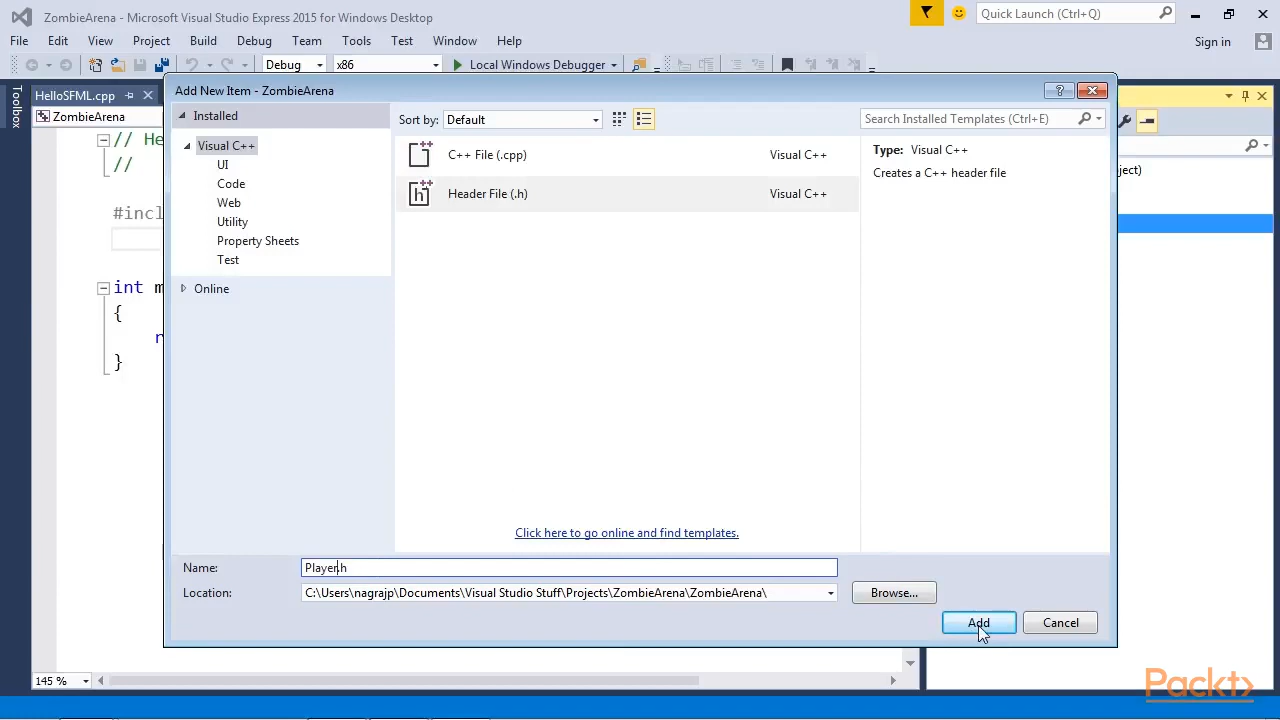 ZombieArena - Microsoft Visual Studio Express 2015 for Windows Desktop
Quick Launch (Ctrl+Q)
File Edit View Project Build Debug Team Tools Test Window Help
Sign in
Debug x86 Local Windows Debugger
Toolbox
HelloSFML.cpp
ZombieArena
Add New Item - ZombieArena
Installed
Sort by: Default
Search Installed Templates (Ctrl+E)
Visual C++
UI
Code
Web
Utility
Property Sheets
Test
Online
C++ File (.cpp) Visual C++
Header File (.h) Visual C++
Type: Visual C++
Creates a C++ header file
Click here to go online and find templates.
Name: Player.h
Location: C:\Users\nagrajp\Documents\Visual Studio Stuff\Projects\ZombieArena\ZombieArena\
Browse...
Add Cancel
// He
//
#incl
int m
{
r
}
ject)
145 %
Packt>